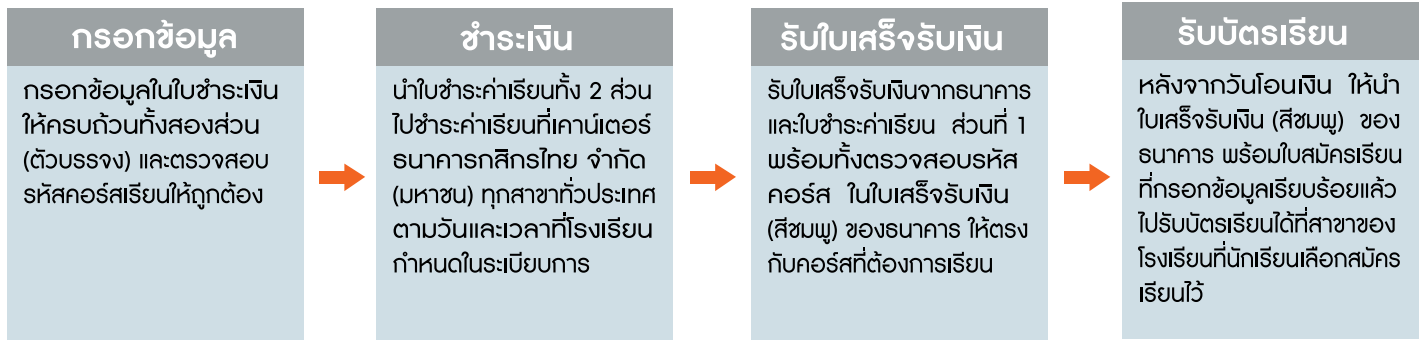 กรอกข้อมูล
กรอกข้อมูลในใบชำระเงิน
ให้ครบถ้วนทั้งสองส่วน
(ตัวบรรจง) และตรวจสอบ
รหัสคอร์สเรียนให้ถูกต้อง
ชำระเงิน
นำใบชำระค่าเรียนทั้ง 2 ส่วน
ไปชำระค่าเรียนที่เคาน์เตอร์
ธนาคารกสิกรไทย จำกัด
(มหาชน) ทุกสาขาทั่วประเทศ
ตามวันและเวลาที่โรงเรียน
กำหนดในระเบียบการ
รับใบเสร็จรับเงิน
รับใบเสร็จรับเงินจากธนาคาร
และใบชำระค่าเรียน ส่วนที่ 1
พร้อมทั้งตรวจสอบรหัส
คอร์ส ในใบเสร็จรับเงิน
(สีชมพู) ของธนาคาร ให้ตรง
กับคอร์สที่ต้องการเรียน
รับบัตรเรียน
หลังจากวันโอนเงิน ให้นำ
ใบเสร็จรับเงิน (สีชมพู) ของ
ธนาคาร พร้อมใบสมัครเรียน
ที่กรอกข้อมูลเรียบร้อยแล้ว
ไปรับบัตรเรียนได้ที่สาขาของ
โรงเรียนที่นักเรียนเลือกสมัคร
เรียนไว้